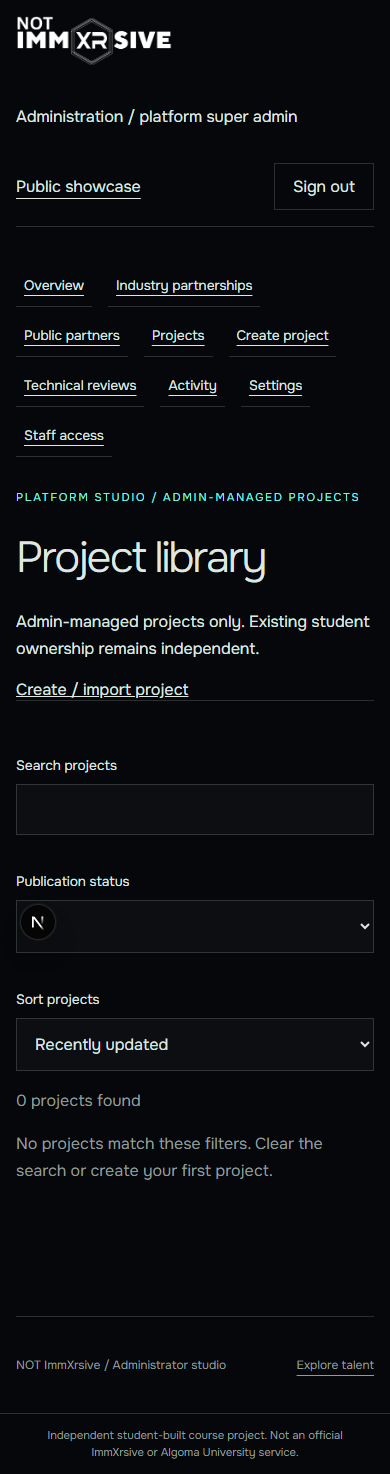 NOT
IMMXRSIVE
Administration / platform super admin
Public showcase
Sign out
Overview
Industry partnerships
Public partners
Projects
Create project
Technical reviews
Activity
Settings
Staff access
PLATFORM STUDIO / ADMIN-MANAGED PROJECTS
Project library
Admin-managed projects only. Existing student
ownership remains independent.
Create / import project
Search projects
Publication status
N
Sort projects
Recently updated
0 projects found
No projects match these filters. Clear the
search or create your first project.
NOT ImmXrsive / Administrator studio
Explore talent
Independent student-built course project. Not an official
ImmXrsive or Algoma University service.